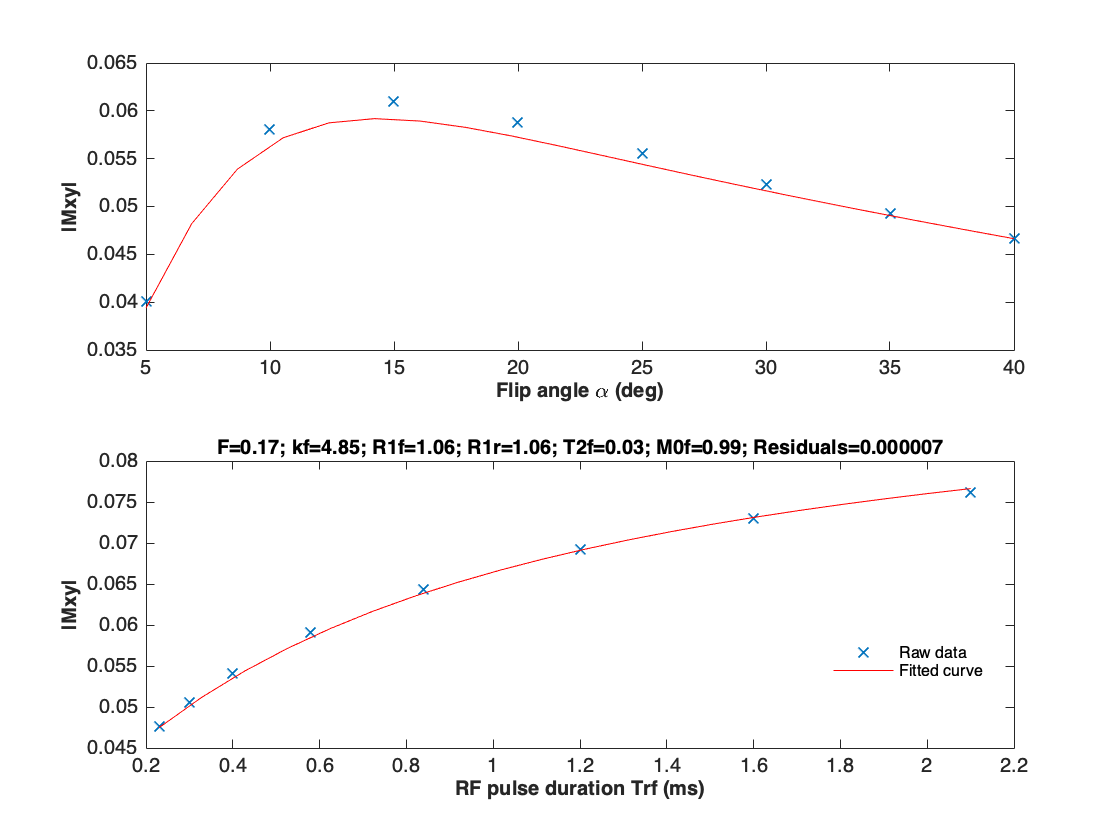 0.065
0.06
0.055
0.05
0.045
0.04
0.035
|Mxy|
5 10 15 20 25 30 35 40
Flip angle α (deg)
F=0.17; kf=4.85; R1f=1.06; R1r=1.06; T2f=0.03; M0f=0.99; Residuals=0.000007
0.08
0.075
0.07
0.065
0.06
0.055
0.05
0.045
|Mxy|
Raw data
Fitted curve
0.2 0.4 0.6 0.8 1 1.2 1.4 1.6 1.8 2 2.2
RF pulse duration Trf (ms)